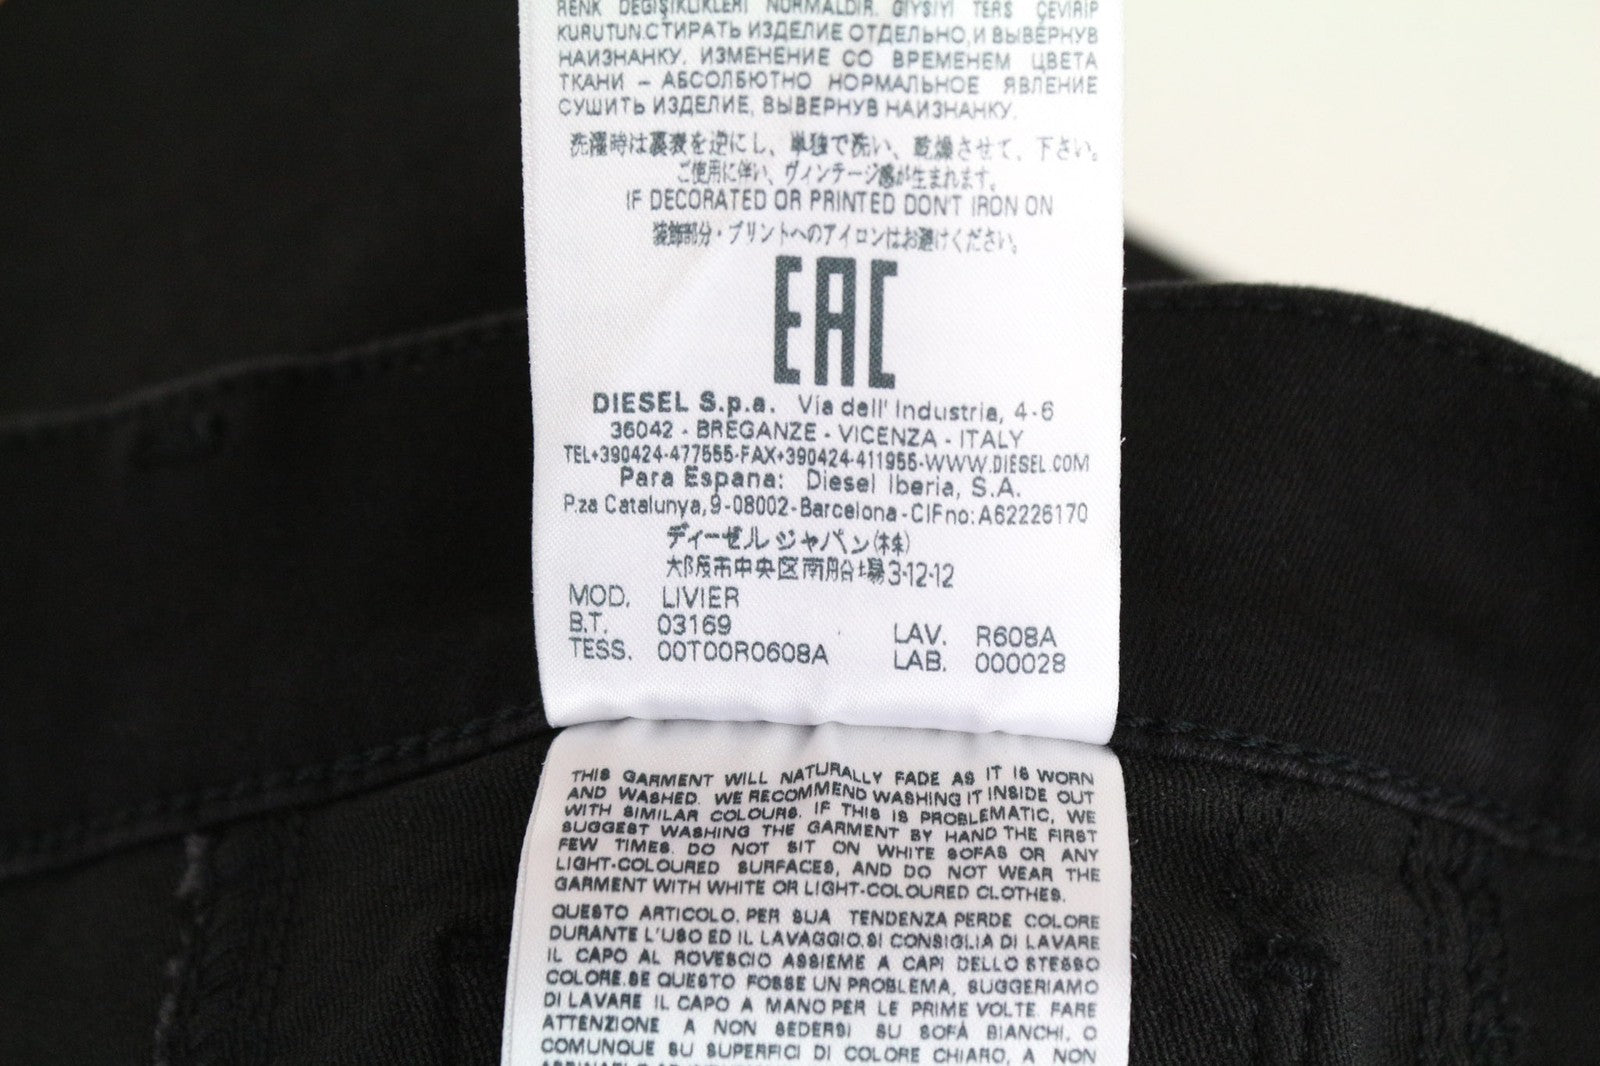 RENK DEĞİŞİKLİKLERİ NORMALDIR. GIYSIYI TERS ÇEVİRİP
KURUTUN.СТИРАТЬ ИЗДЕЛИЕ ОТДЕЛЬНО,И ВЫВЕРНУВ
НАИЗНАНКУ. ИЗМЕНЕНИЕ СО ВРЕМЕНЕМ ЦВЕТА
ТКАНИ – АБСОЛБЮТНО НОРМАЛЬНОЕ ЯВЛЕНИЕ
СУШИТЬ ИЗДЕЛИЕ, ВЫВЕРНУВ НАИЗНАНКУ.
洗濯時は裏表を逆にし、単独で洗い、乾燥させて、下さい。
ご使用に伴い、ヴィンテージ感が生まれます。
IF DECORATED OR PRINTED DON'T IRON ON
装飾部分・プリントへのアイロンはお避けください。
EAC
DIESEL S.p.a. Via dell' Industria, 4-6
36042 - BREGANZE - VICENZA - ITALY
TEL+390424-477555-FAX+390424-411955-WWW.DIESEL.COM
Para Espana: Diesel Iberia, S.A.
P.za Catalunya,9-08002-Barcelona-CIFno:A62226170
ディーゼル ジャパン(株)
大阪市中央区南船台場3-12-12
MOD. LIVIER
B.T. 03169 LAV. R608A
TESS. 00T00R0608A LAB. 000028
THIS GARMENT WILL NATURALLY FADE AS IT IS WORN
AND WASHED. WE RECOMMEND WASHING IT INSIDE OUT
WITH SIMILAR COLOURS. IF THIS IS PROBLEMATIC, WE
SUGGEST WASHING THE GARMENT BY HAND THE FIRST
FEW TIMES. DO NOT SIT ON WHITE SOFAS OR ANY
LIGHT-COLOURED SURFACES, AND DO NOT WEAR THE
GARMENT WITH WHITE OR LIGHT-COLOURED CLOTHES.
QUESTO ARTICOLO, PER SUA TENDENZA PERDE COLORE
DURANTE L'USO ED IL LAVAGGIO.SI CONSIGLIA DI LAVARE
IL CAPO AL ROVESCIO ASSIEME A CAPI DELLO STESSO
COLORE.SE QUESTO FOSSE UN PROBLEMA, SUGGERIAMO
DI LAVARE IL CAPO A MANO PER LE PRIME VOLTE. FARE
ATTENZIONE A NON SEDERSI SU SOFÀ BIANCHI, O
COMUNQUE SU SUPERFICI DI COLORE CHIARO, A NON